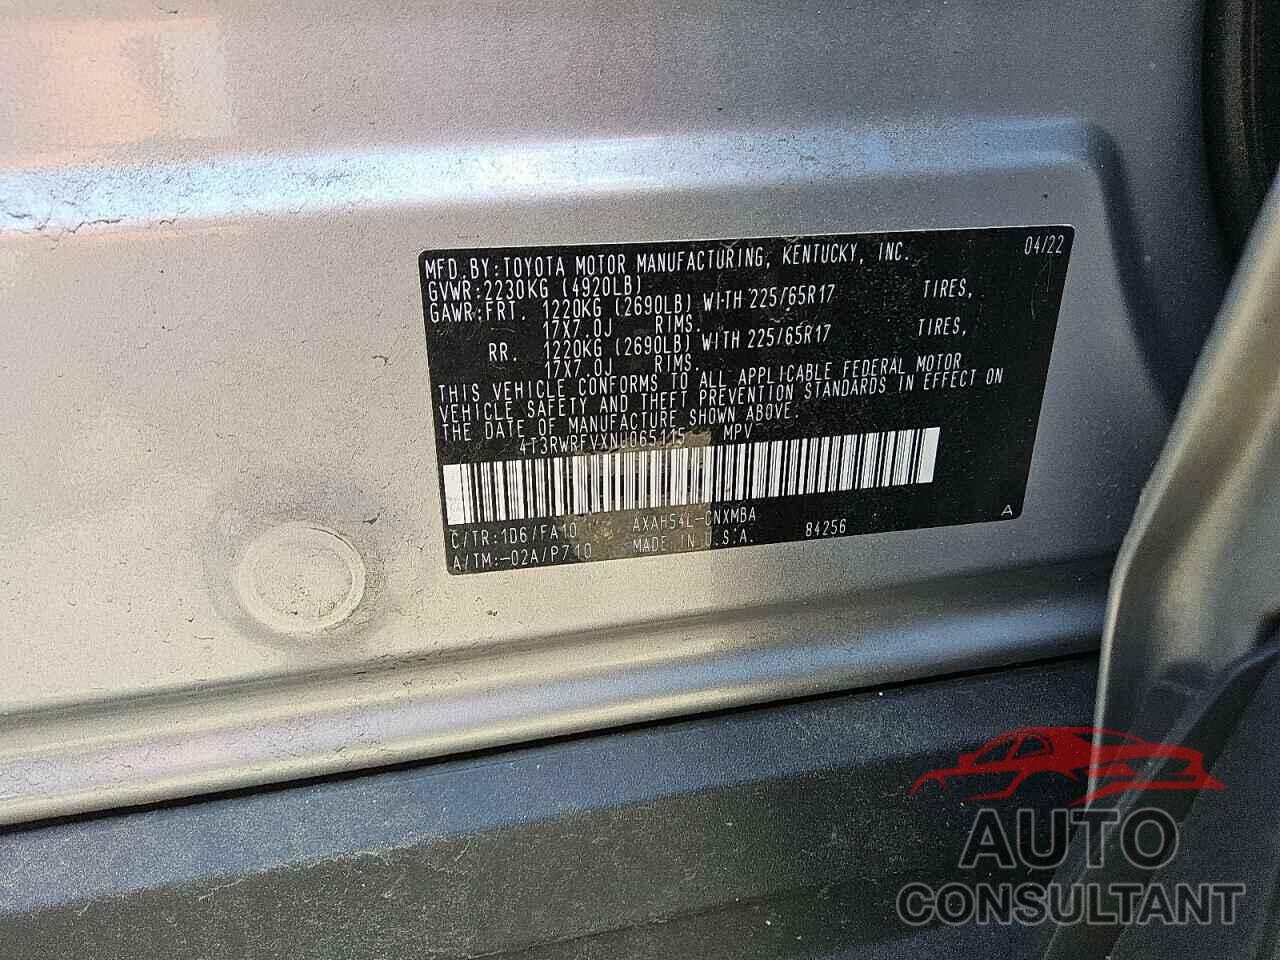 04/22
MFD. BY: TOYOTA MOTOR MANUFACTURING, KENTUCKY, INC.
GVWR: 2230KG (4920LB)
GAWR: FRT. 1220KG (2690LB) WITH 225/65R17 TIRES,
17X7.0J RIMS.
RR. 1220KG (2690LB) WITH 225/65R17 TIRES,
17X7.0J RIMS.
THIS VEHICLE CONFORMS TO ALL APPLICABLE FEDERAL MOTOR
VEHICLE SAFETY AND THEFT PREVENTION STANDARDS IN EFFECT ON
THE DATE OF MANUFACTURE SHOWN ABOVE.
4T3RWRFVXNU065115 MPV
C/TR: 1D6/FA10 AXAH54L-CNXMBA A
A/TM: -02A/P710 MADE IN U.S.A. 84256
AUTO
CONSULTANT